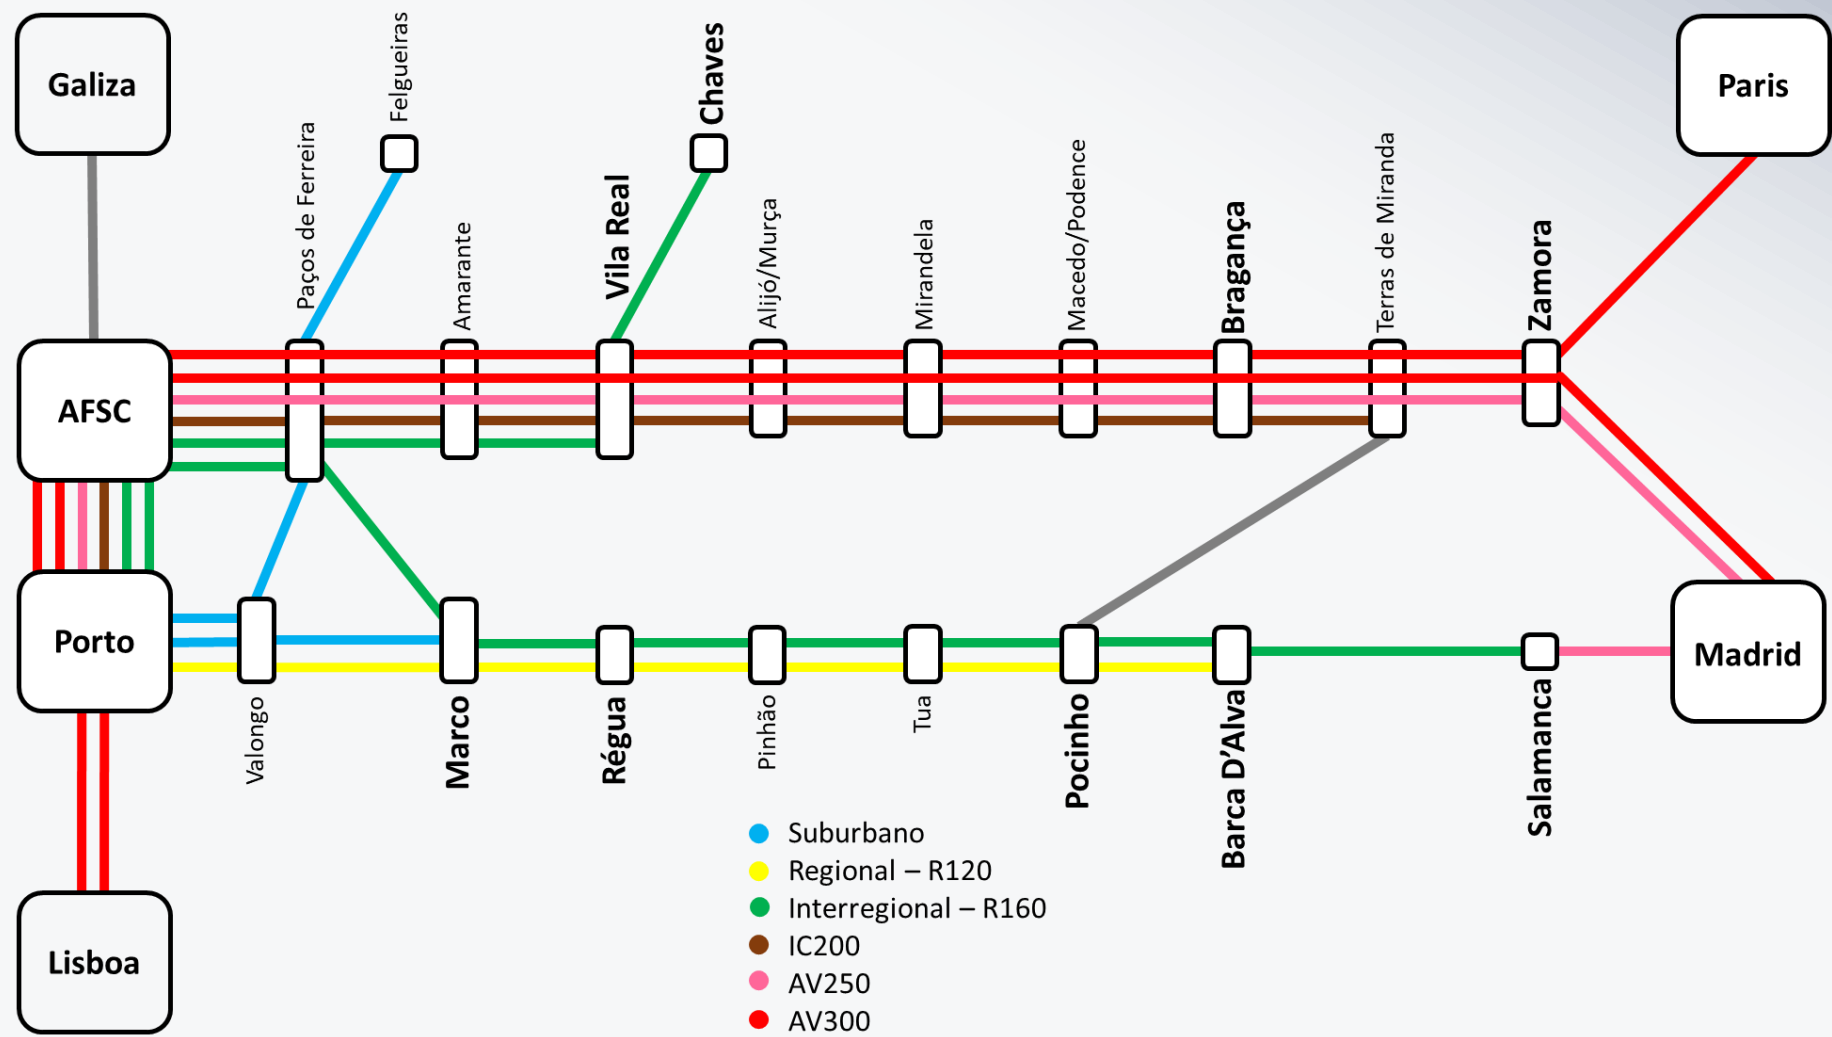 Galiza
Felgueiras
Chaves
Paris
Paços de Ferreira
Amarante
Vila Real
Alijó/Murça
Mirandela
Macedo/Podence
Bragança
Terras de Miranda
Zamora
AFSC
Porto
Madrid
Valongo
Marco
Régua
Pinhão
Tua
Pocinho
Barca D’Alva
Salamanca
Lisboa
Suburbano
Regional – R120
Interregional – R160
IC200
AV250
AV300